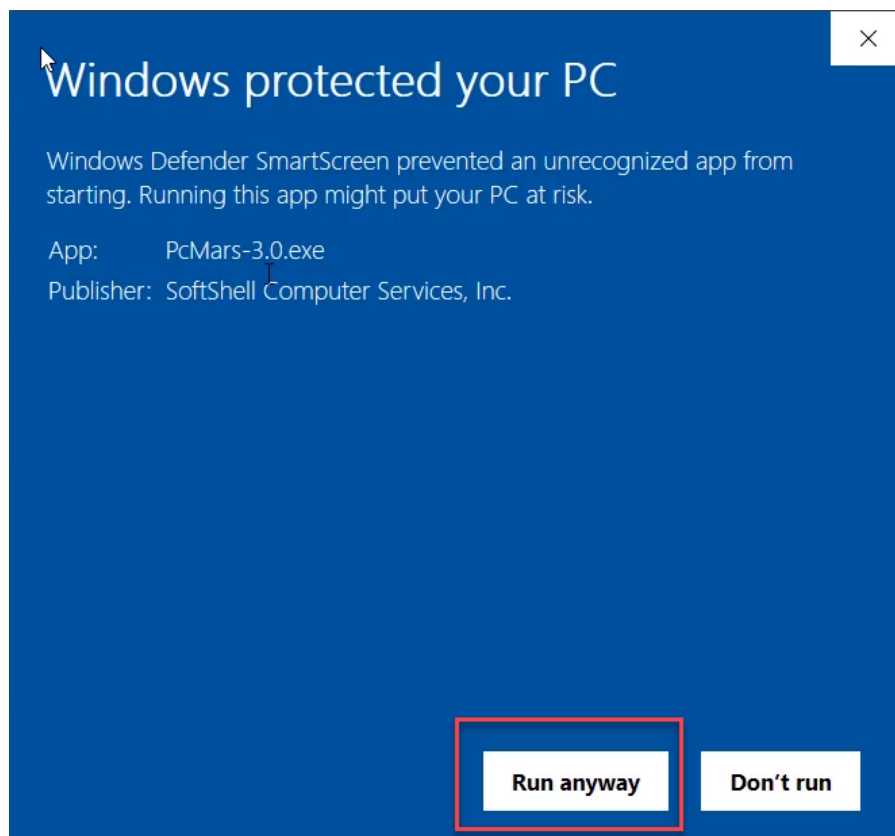 Windows protected your PC
Windows Defender SmartScreen prevented an unrecognized app from
starting. Running this app might put your PC at risk.
App: PcMars-3.0.exe
Publisher: SoftShell Computer Services, Inc.
Run anyway Don't run